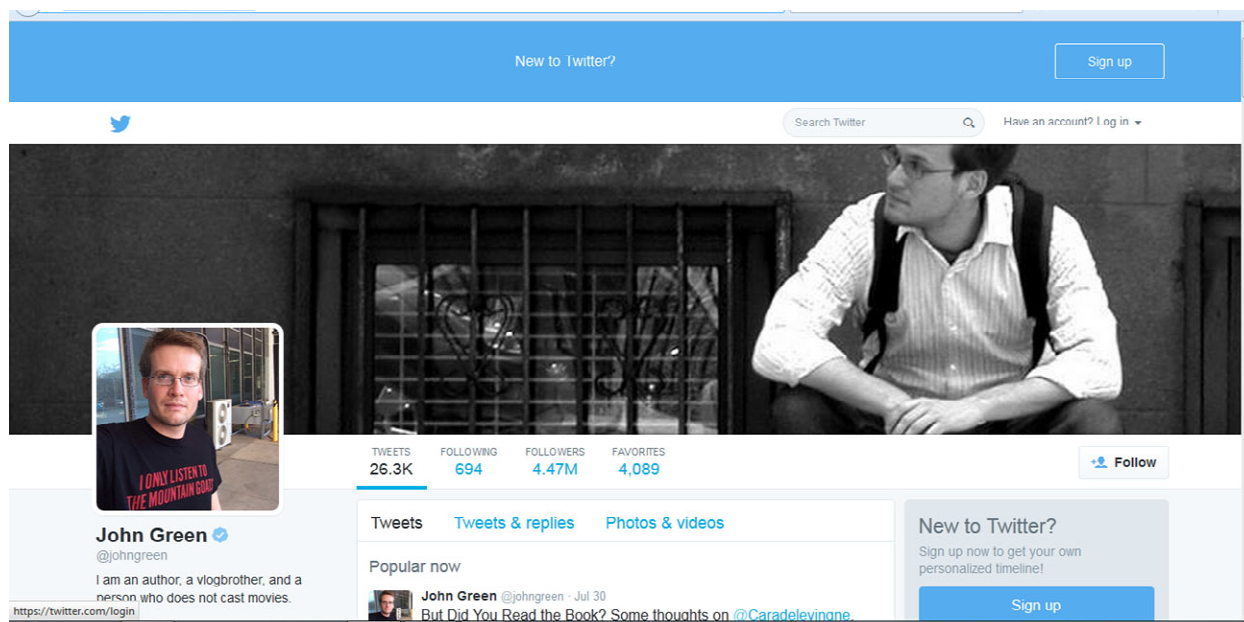 New to Twitter?
Sign up
Search Twitter
Have an account? Log in
I ONLY LISTEN TO
THE MOUNTAIN GOATS
TWEETS
26.3K
FOLLOWING
694
FOLLOWERS
4.47M
FAVORITES
4,089
Follow
John Green
@johngreen
I am an author, a vlogbrother, and a
person who does not cast movies.
https://twitter.com/login
Tweets
Tweets & replies
Photos & videos
Popular now
John Green @johngreen · Jul 30
But Did You Read the Book? Some thoughts on @Caradelevingne,
New to Twitter?
Sign up now to get your own
personalized timeline!
Sign up